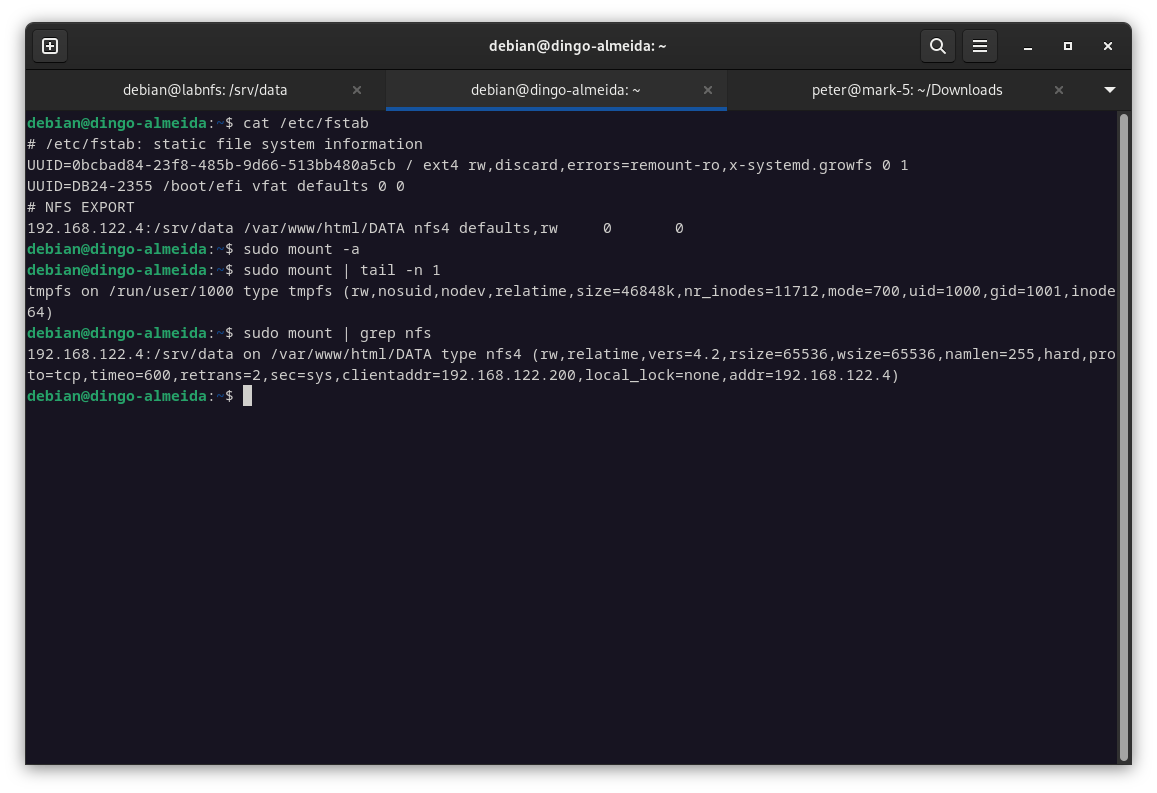 debian@dingo-almeida: ~
debian@labnfs: /srv/data
debian@dingo-almeida: ~
peter@mark-5: ~/Downloads
debian@dingo-almeida:~$ cat /etc/fstab
# /etc/fstab: static file system information
UUID=0bcbad84-23f8-485b-9d66-513bb480a5cb / ext4 rw,discard,errors=remount-ro,x-systemd.growfs 0 1
UUID=DB24-2355 /boot/efi vfat defaults 0 0
# NFS EXPORT
192.168.122.4:/srv/data /var/www/html/DATA nfs4 defaults,rw     0       0
debian@dingo-almeida:~$ sudo mount -a
debian@dingo-almeida:~$ sudo mount | tail -n 1
tmpfs on /run/user/1000 type tmpfs (rw,nosuid,nodev,relatime,size=46848k,nr_inodes=11712,mode=700,uid=1000,gid=1001,inode
64)
debian@dingo-almeida:~$ sudo mount | grep nfs
192.168.122.4:/srv/data on /var/www/html/DATA type nfs4 (rw,relatime,vers=4.2,rsize=65536,wsize=65536,namlen=255,hard,pro
to=tcp,timeo=600,retrans=2,sec=sys,clientaddr=192.168.122.200,local_lock=none,addr=192.168.122.4)
debian@dingo-almeida:~$